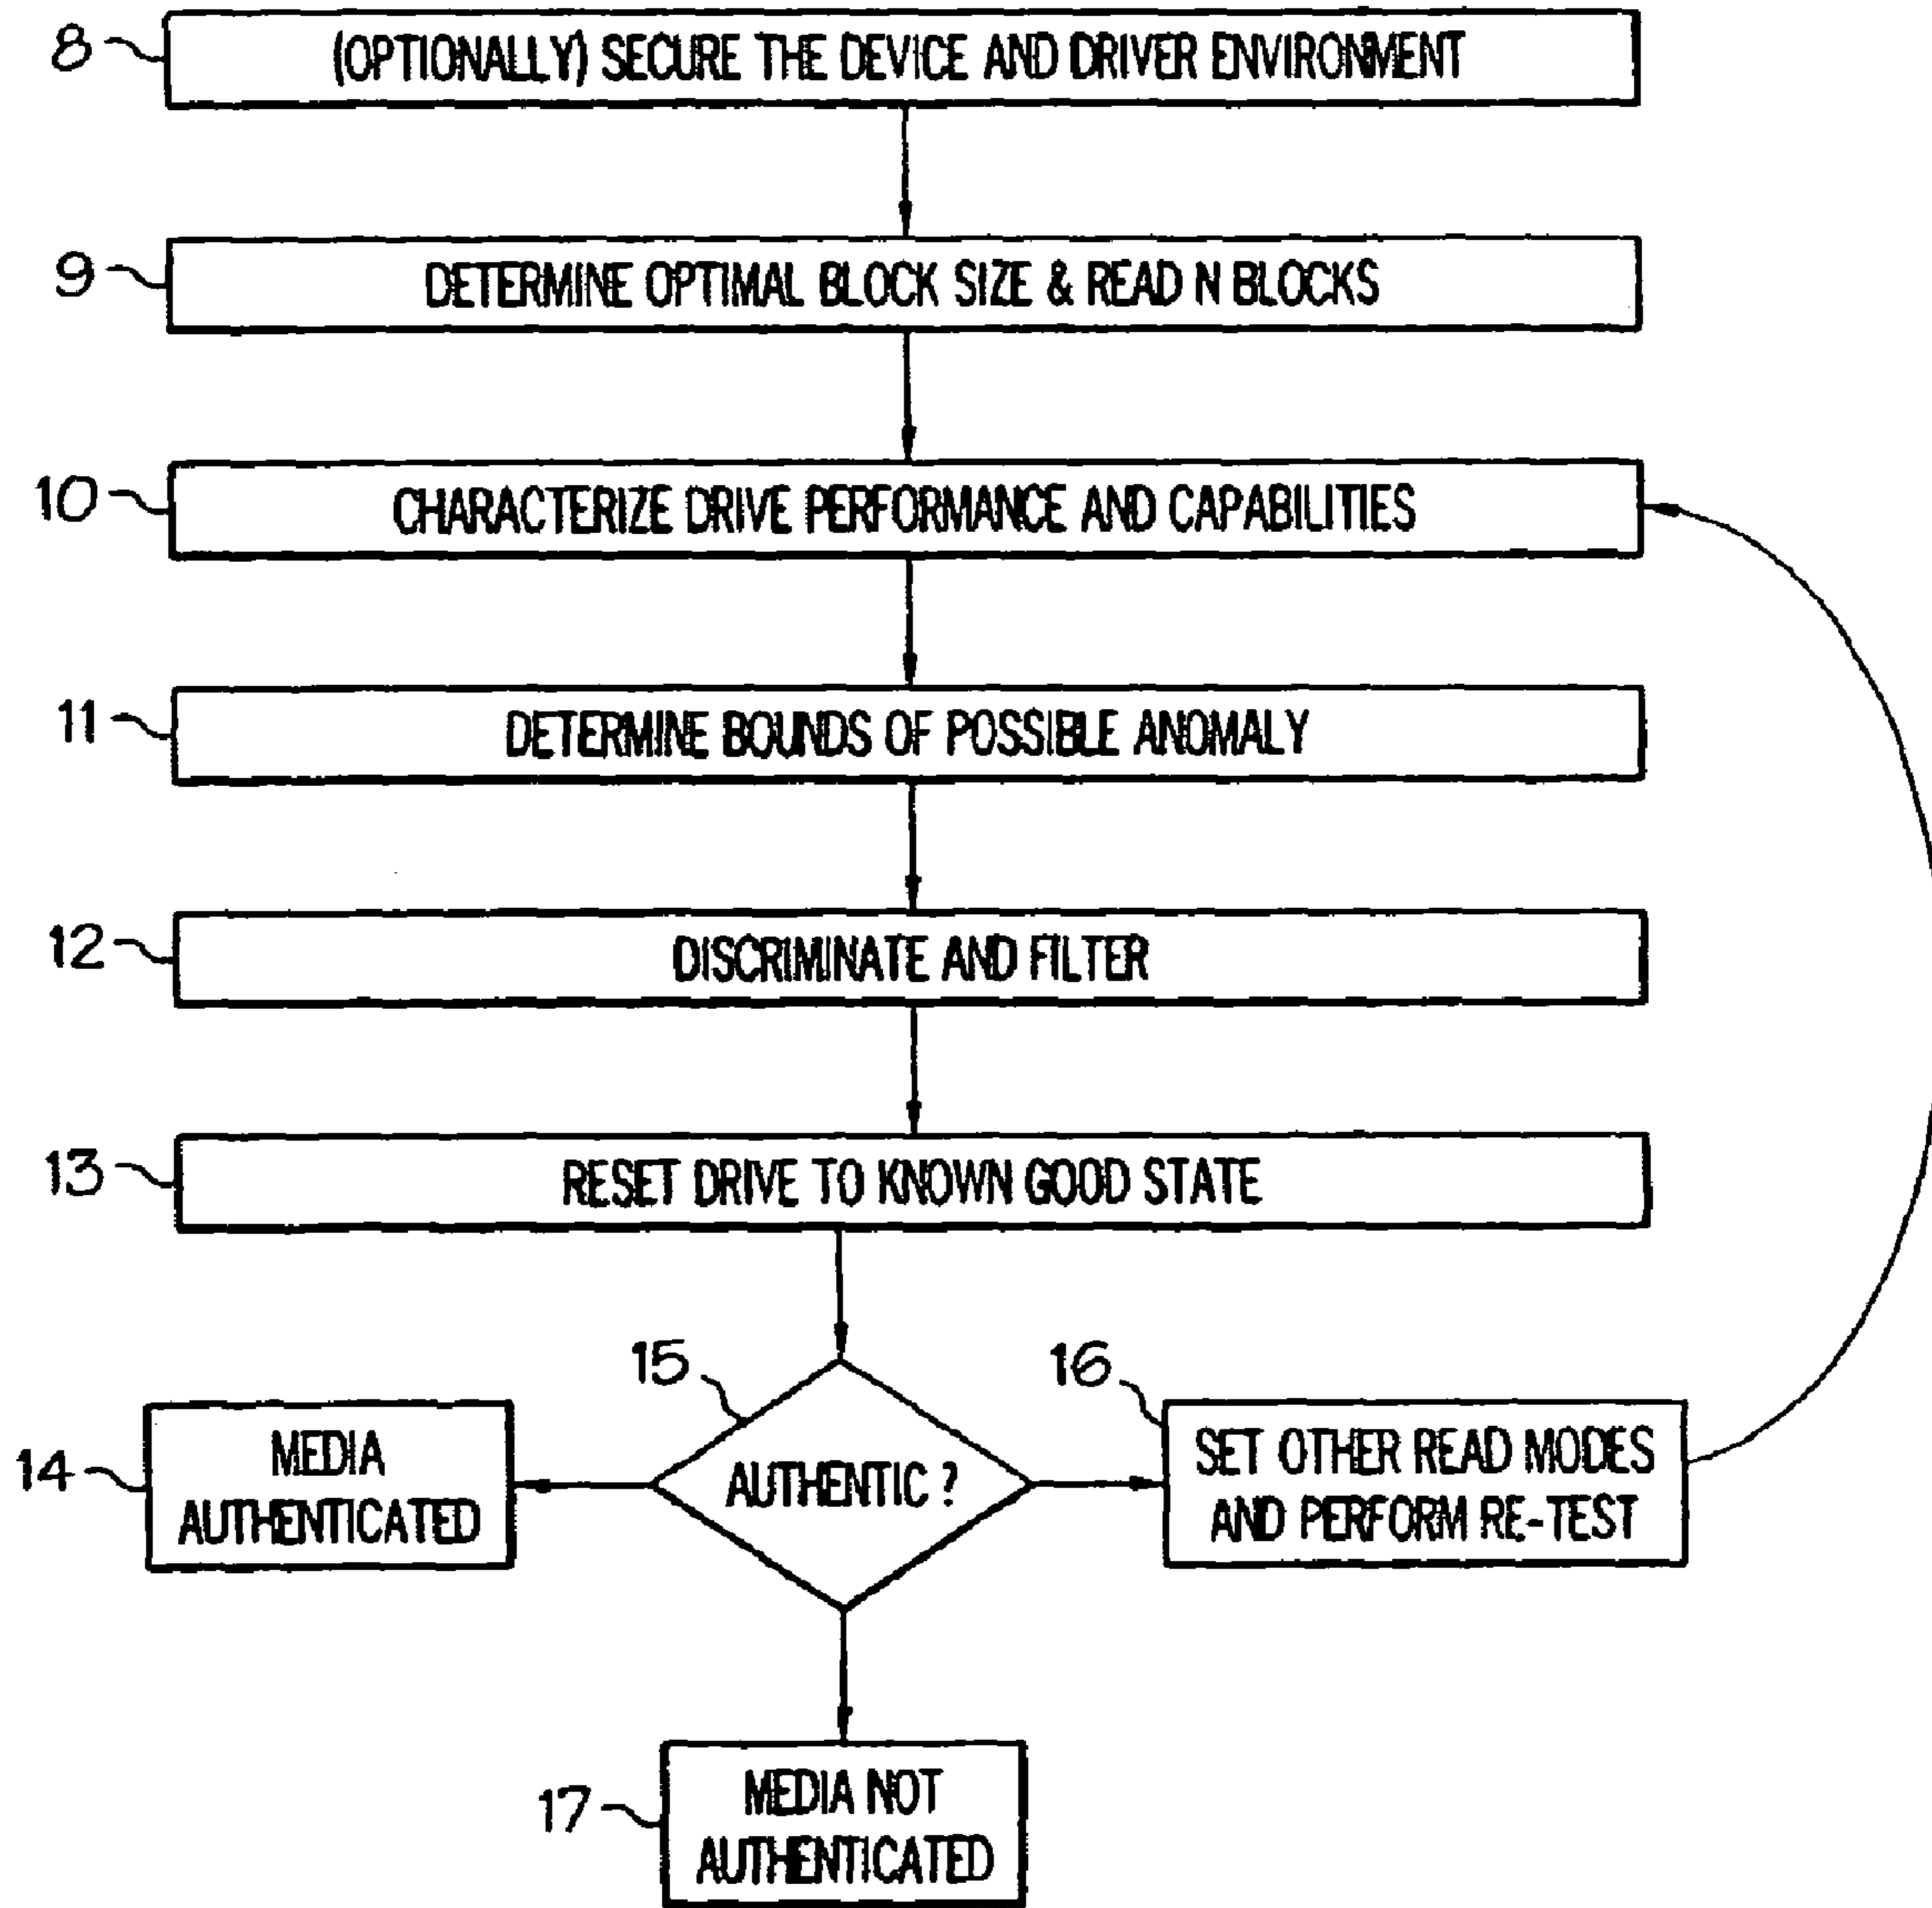 8 (OPTIONALLY) SECURE THE DEVICE AND DRIVER ENVIRONMENT
9 DETERMINE OPTIMAL BLOCK SIZE & READ N BLOCKS
10 CHARACTERIZE DRIVE PERFORMANCE AND CAPABILITIES
11 DETERMINE BOUNDS OF POSSIBLE ANOMALY
12 DISCRIMINATE AND FILTER
13 RESET DRIVE TO KNOWN GOOD STATE
14
MEDIA
AUTHENTICATED
15
AUTHENTIC ?
16
SET OTHER READ MODES
AND PERFORM RE-TEST
17
MEDIA NOT
AUTHENTICATED